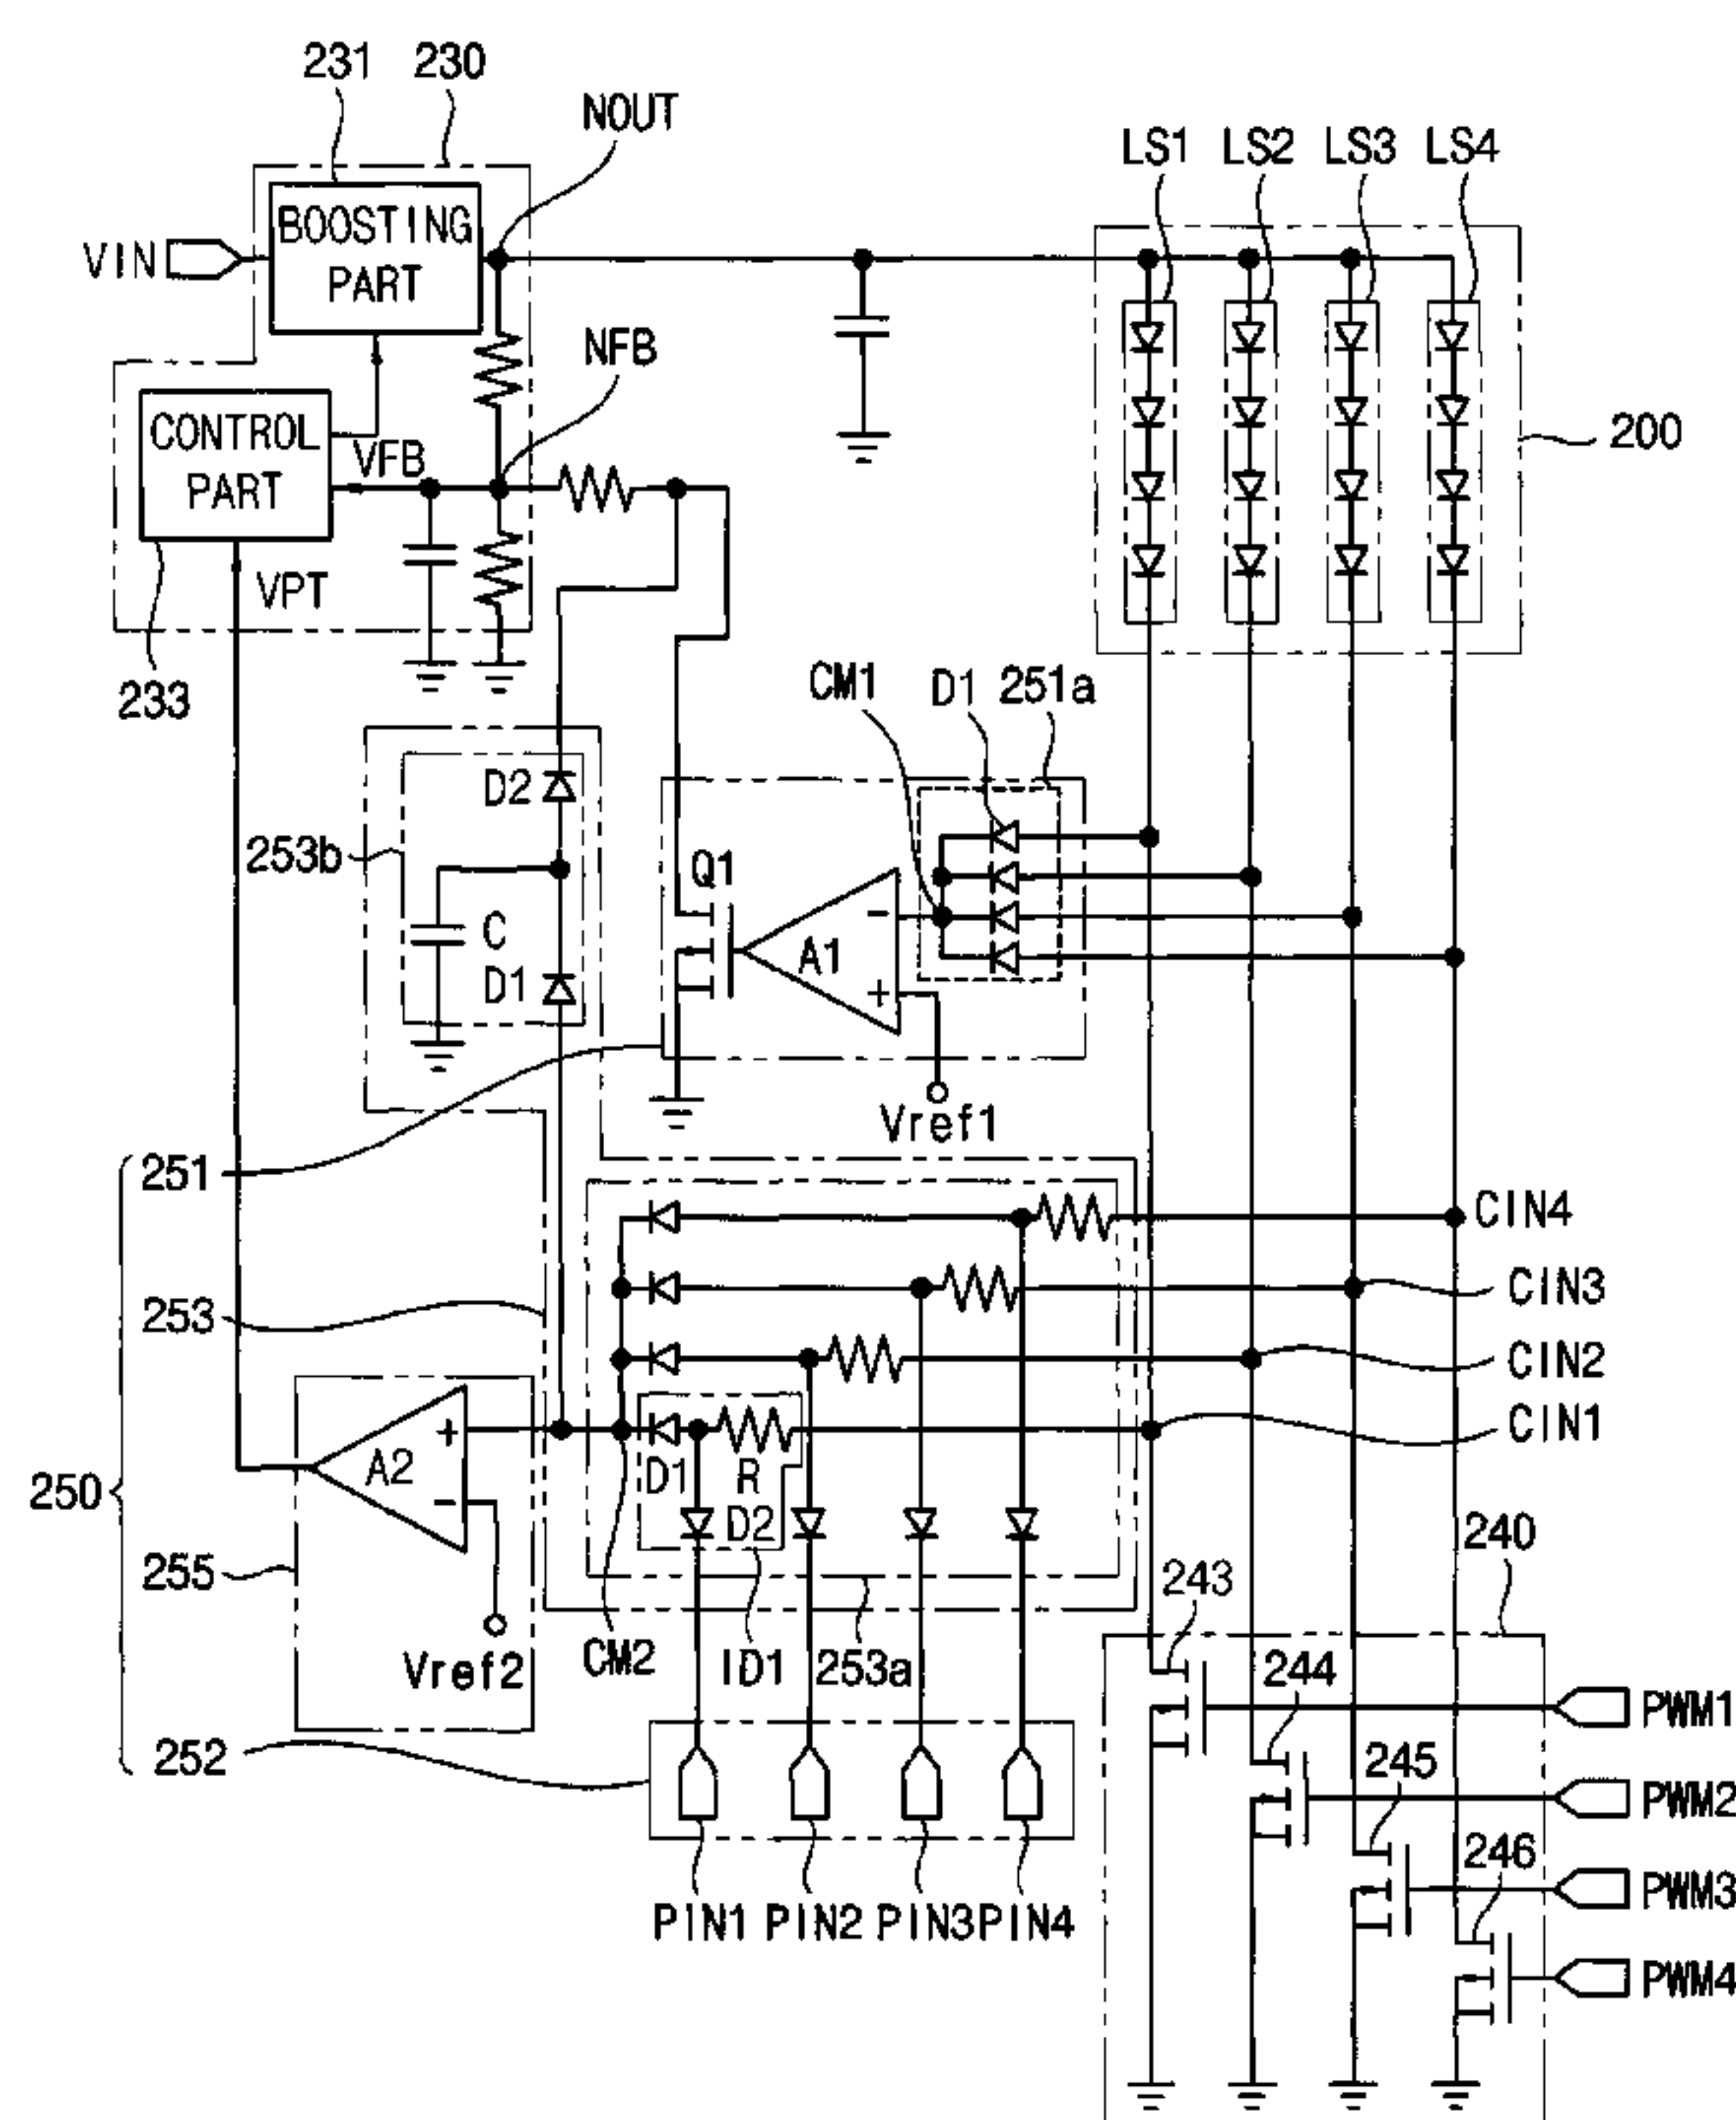 231 230
NOUT
LS1 LS2 LS3 LS4
BOOSTING
PART
VIN
NFB
CONTROL
PART
VFB
200
VPT
233
CM1 D1 251a
D2
253b
Q1
C
A1
-
+
D1
Vref1
251
CIN4
253
CIN3
CIN2
CIN1
+
A2
-
D1 R
D2
250
240
255
243
Vref2
CM2 ID1 253a
244
PWM1
252
245
PWM2
246
PWM3
PIN1 PIN2 PIN3 PIN4
PWM4